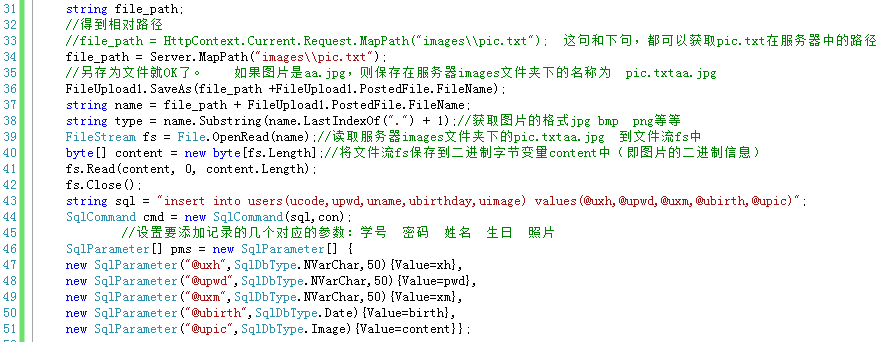 31 string file_path;
32 //得到相对路径
33 //file_path = HttpContext.Current.Request.MapPath("images\\pic.txt"); 这句和下句，都可以获取pic.txt在服务器中的路径
34 file_path = Server.MapPath("images\\pic.txt");
35 //另存为文件就OK了。 如果图片是aa.jpg，则保存在服务器images文件夹下的名称为 pic.txtaa.jpg
36 FileUpload1.SaveAs(file_path +FileUpload1.PostedFile.FileName);
37 string name = file_path + FileUpload1.PostedFile.FileName;
38 string type = name.Substring(name.LastIndexOf(".") + 1);//获取图片的格式jpg bmp png等等
39 FileStream fs = File.OpenRead(name);//读取服务器images文件夹下的pic.txtaa.jpg 到文件流fs中
40 byte[] content = new byte[fs.Length];//将文件流fs保存到二进制字节变量content中（即图片的二进制信息）
41 fs.Read(content, 0, content.Length);
42 fs.Close();
43 string sql = "insert into users(ucode,upwd,uname,ubirthday,uimage) values(@uxh,@upwd,@uxm,@ubirth,@upic)";
44 SqlCommand cmd = new SqlCommand(sql,con);
45 //设置要添加记录的几个对应的参数：学号 密码 姓名 生日 照片
46 SqlParameter[] pms = new SqlParameter[] {
47 new SqlParameter("@uxh",SqlDbType.NVarChar,50){Value=xh},
48 new SqlParameter("@upwd",SqlDbType.NVarChar,50){Value=pwd},
49 new SqlParameter("@uxm",SqlDbType.NVarChar,50){Value=xm},
50 new SqlParameter("@ubirth",SqlDbType.Date){Value=birth},
51 new SqlParameter("@upic",SqlDbType.Image){Value=content}};